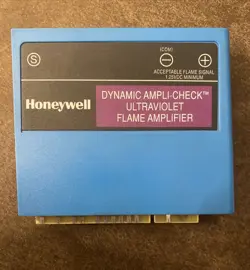 (COM)
S − +
ACCEPTABLE FLAME SIGNAL
1.25VDC MINIMUM
Honeywell
DYNAMIC AMPLI-CHECK™
ULTRAVIOLET
FLAME AMPLIFIER